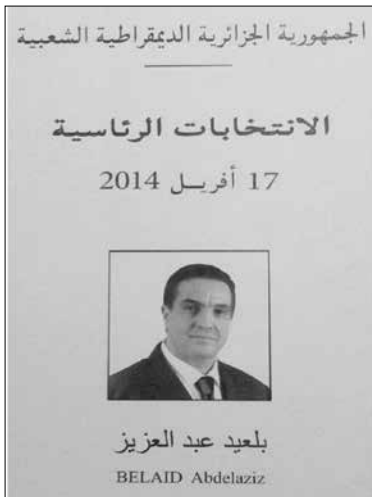 الجمهورية الجزائرية الديمقراطية الشعبية
الانتخابات الرئاسية
17 أفريل 2014
بلعيد عبد العزيز
BELAID Abdelaziz